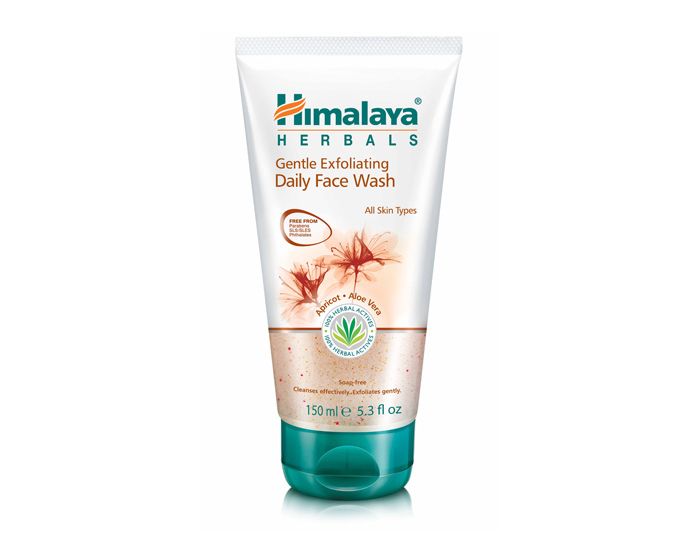 Himalaya®
HERBALS
Gentle Exfoliating
Daily Face Wash
All Skin Types
FREE FROM
Parabens
SLS/SLES
Phthalates
Apricot • Aloe Vera
100% HERBAL ACTIVES
100% HERBAL ACTIVES
Soap-free
Cleanses effectively. Exfoliates gently.
150 ml ℮ 5.3 fl oz